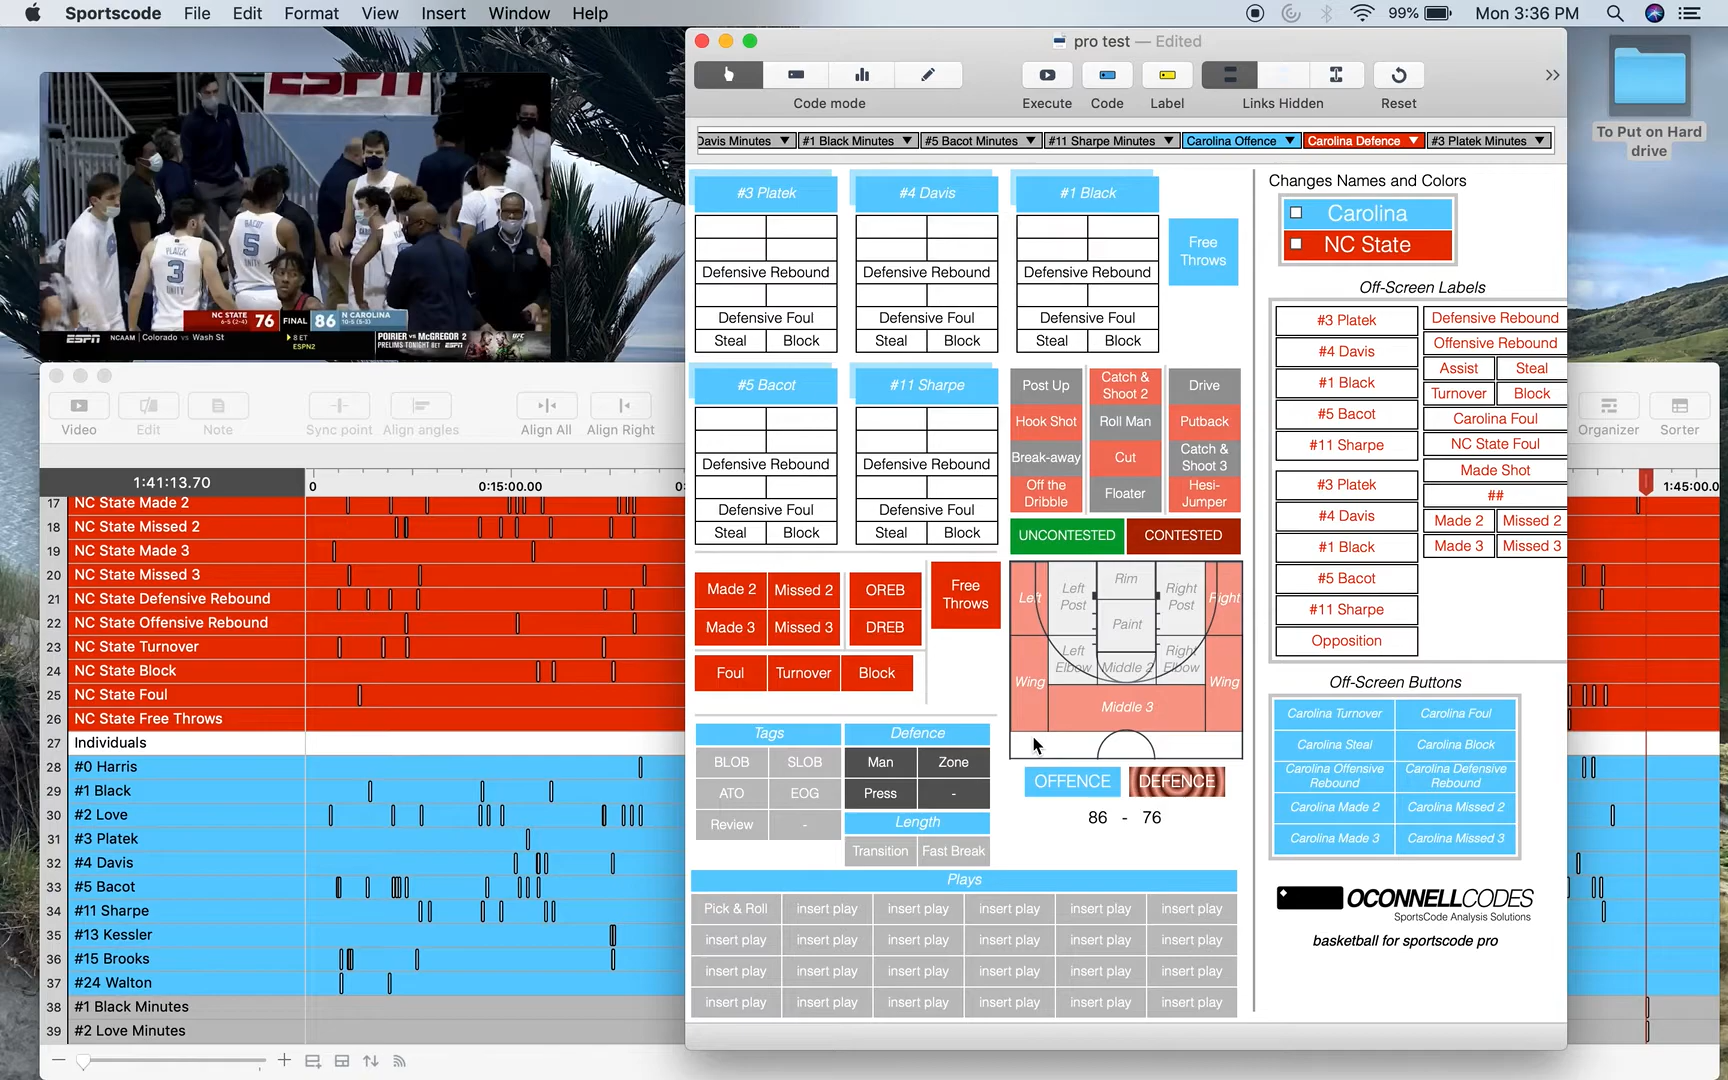 Sportscode File Edit Format View Insert Window Help
99% Mon 3:36 PM
pro test — Edited
Code mode
Execute Code Label Links Hidden Reset
Davis Minutes #1 Black Minutes #5 Bacot Minutes #11 Sharpe Minutes Carolina Offence Carolina Defence #3 Platek Minutes
To Put on Hard
drive
ESPN
PLATEK
3
UNITY
BACOT
5
UNITY
NC STATE 76 FINAL 86 N CAROLINA
6-5 (2-4)
10-5 (5-3)
ESPN NCAAM Colorado vs Wash St 8 ET
ESPN2
POIRIER vs McGREGOR 2
PRELIMS TONIGHT 8et ESPN
Video Edit Note Sync point Align angles Align All Align Right
1:41:13.70 0 0:15:00.00
17 NC State Made 2
18 NC State Missed 2
19 NC State Made 3
20 NC State Missed 3
21 NC State Defensive Rebound
22 NC State Offensive Rebound
23 NC State Turnover
24 NC State Block
25 NC State Foul
26 NC State Free Throws
27 Individuals
28 #0 Harris
29 #1 Black
30 #2 Love
31 #3 Platek
32 #4 Davis
33 #5 Bacot
34 #11 Sharpe
35 #13 Kessler
36 #15 Brooks
37 #24 Walton
38 #1 Black Minutes
39 #2 Love Minutes
#3 Platek
Defensive Rebound
Defensive Foul
Steal Block
#4 Davis
Defensive Rebound
Defensive Foul
Steal Block
#1 Black
Defensive Rebound
Defensive Foul
Steal Block
Free
Throws
#5 Bacot
Defensive Rebound
Defensive Foul
Steal Block
#11 Sharpe
Defensive Rebound
Defensive Foul
Steal Block
Post Up Catch &
Shoot 2 Drive
Hook Shot Roll Man Putback
Break-away Cut Catch &
Shoot 3
Off the
Dribble Floater Hesi-
Jumper
UNCONTESTED CONTESTED
Made 2 Missed 2 OREB
Made 3 Missed 3 DREB
Free
Throws
Foul Turnover Block
Left Left
Post Rim Right
Post Right
Paint
Left
Elbow Middle 2 Right
Elbow
Wing Wing
Middle 3
OFFENCE DEFENCE
86 - 76
Tags
BLOB SLOB
ATO EOG
Review -
Defence
Man Zone
Press -
Length
Transition Fast Break
Plays
Pick & Roll insert play insert play insert play insert play insert play
insert play insert play insert play insert play insert play insert play
insert play insert play insert play insert play insert play insert play
insert play insert play insert play insert play insert play insert play
Changes Names and Colors
Carolina
NC State
Off-Screen Labels
#3 Platek
#4 Davis
#1 Black
#5 Bacot
#11 Sharpe
#3 Platek
#4 Davis
#1 Black
#5 Bacot
#11 Sharpe
Opposition
Defensive Rebound
Offensive Rebound
Assist Steal
Turnover Block
Carolina Foul
NC State Foul
Made Shot
##
Made 2 Missed 2
Made 3 Missed 3
Off-Screen Buttons
Carolina Turnover Carolina Foul
Carolina Steal Carolina Block
Carolina Offensive
Rebound Carolina Defensive
Rebound
Carolina Made 2 Carolina Missed 2
Carolina Made 3 Carolina Missed 3
OCONNELLCODES
SportsCode Analysis Solutions
basketball for sportscode pro
Organizer Sorter
1:45:00.0